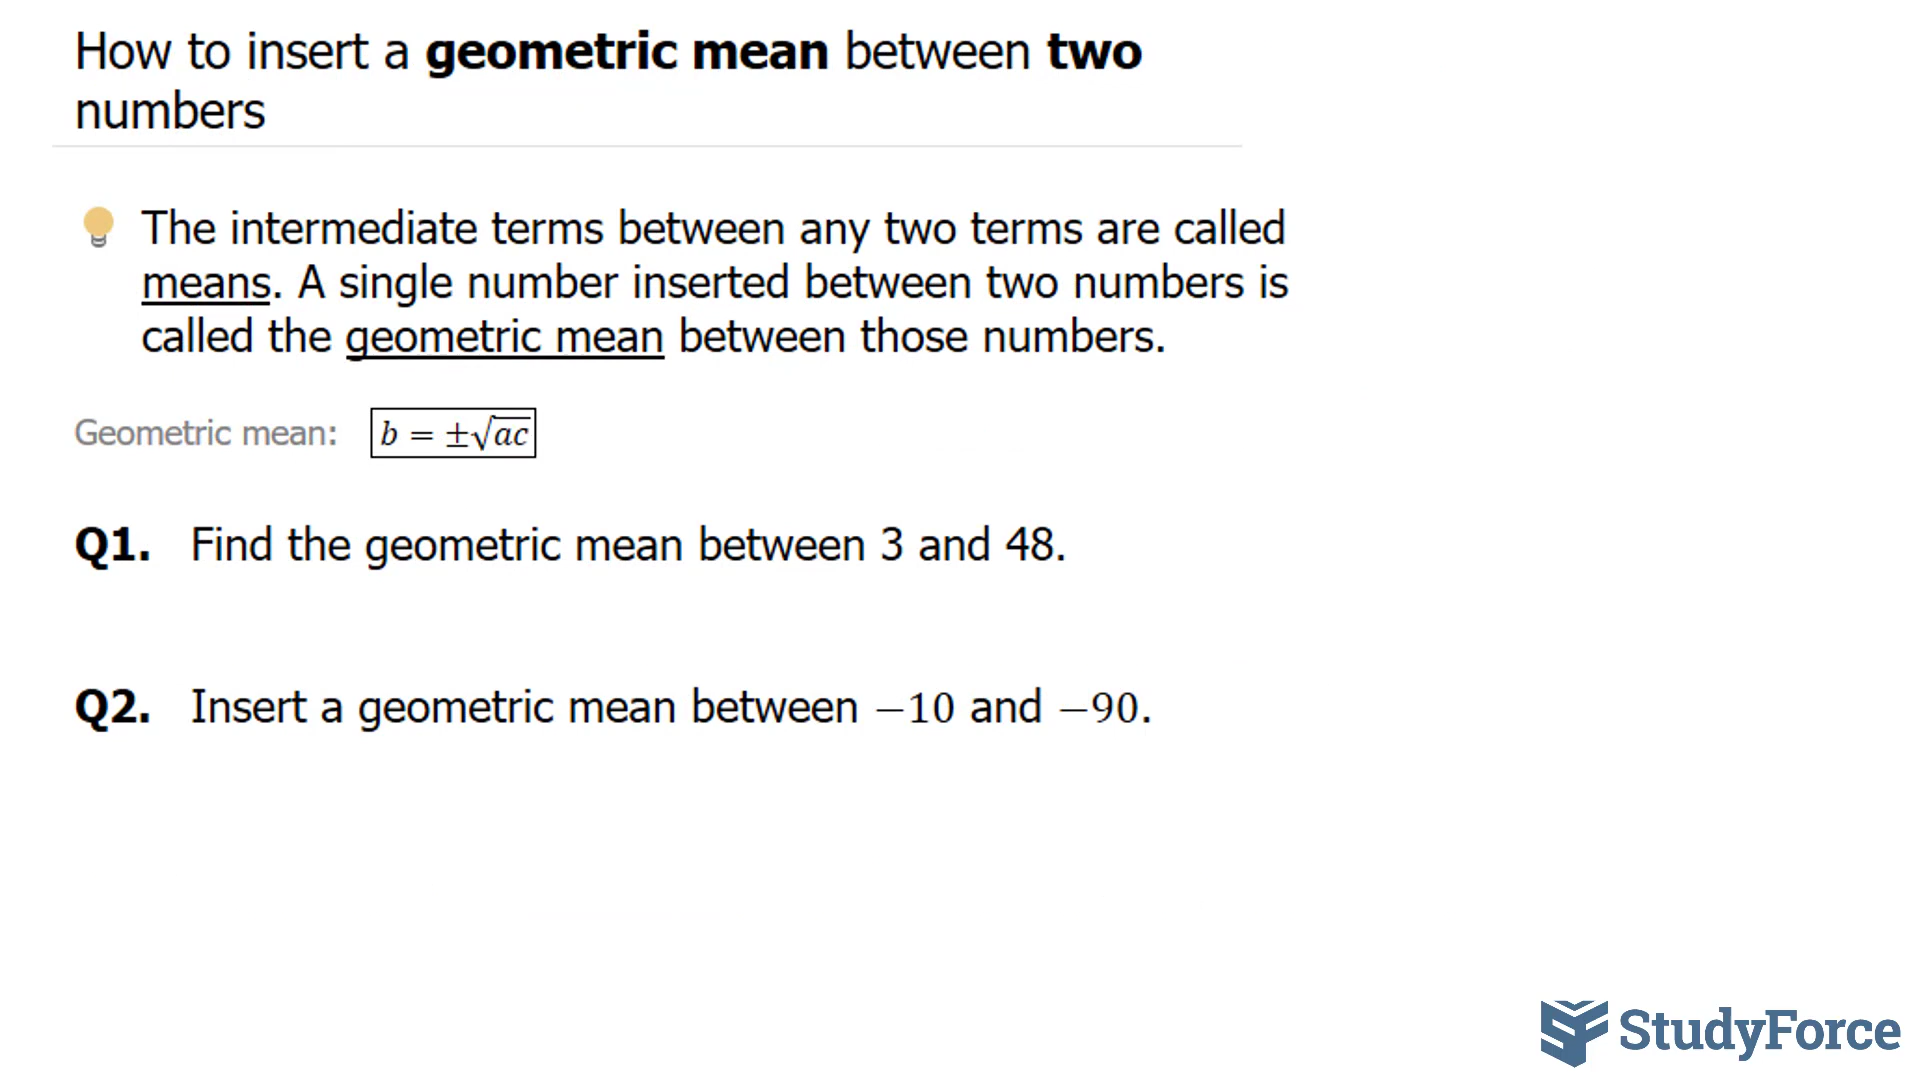 How to insert a geometric mean between two
numbers
The intermediate terms between any two terms are called
means. A single number inserted between two numbers is
called the geometric mean between those numbers.
Geometric mean: b = ±√ac
Q1. Find the geometric mean between 3 and 48.
Q2. Insert a geometric mean between −10 and −90.
StudyForce